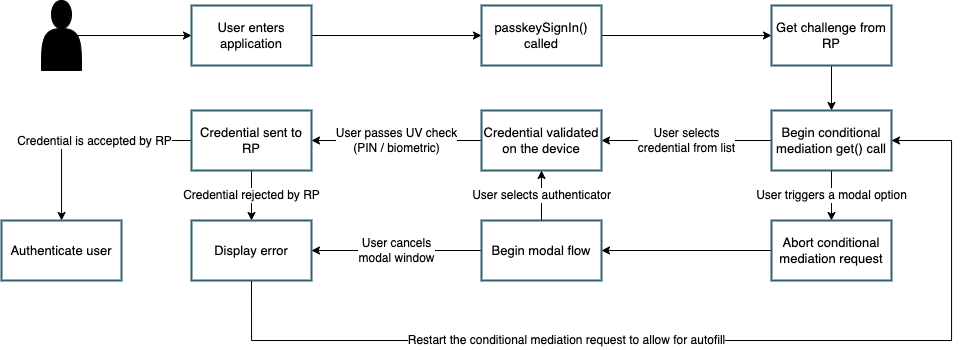 User enters
application
passkeySignIn()
called
Get challenge from
RP
Credential is accepted by RP
Credential sent to
RP
User passes UV check
(PIN / biometric)
Credential validated
on the device
User selects
credential from list
Begin conditional
mediation get() call
Credential rejected by RP
User selects authenticator
User triggers a modal option
Authenticate user
Display error
User cancels
modal window
Begin modal flow
Abort conditional
mediation request
Restart the conditional mediation request to allow for autofill